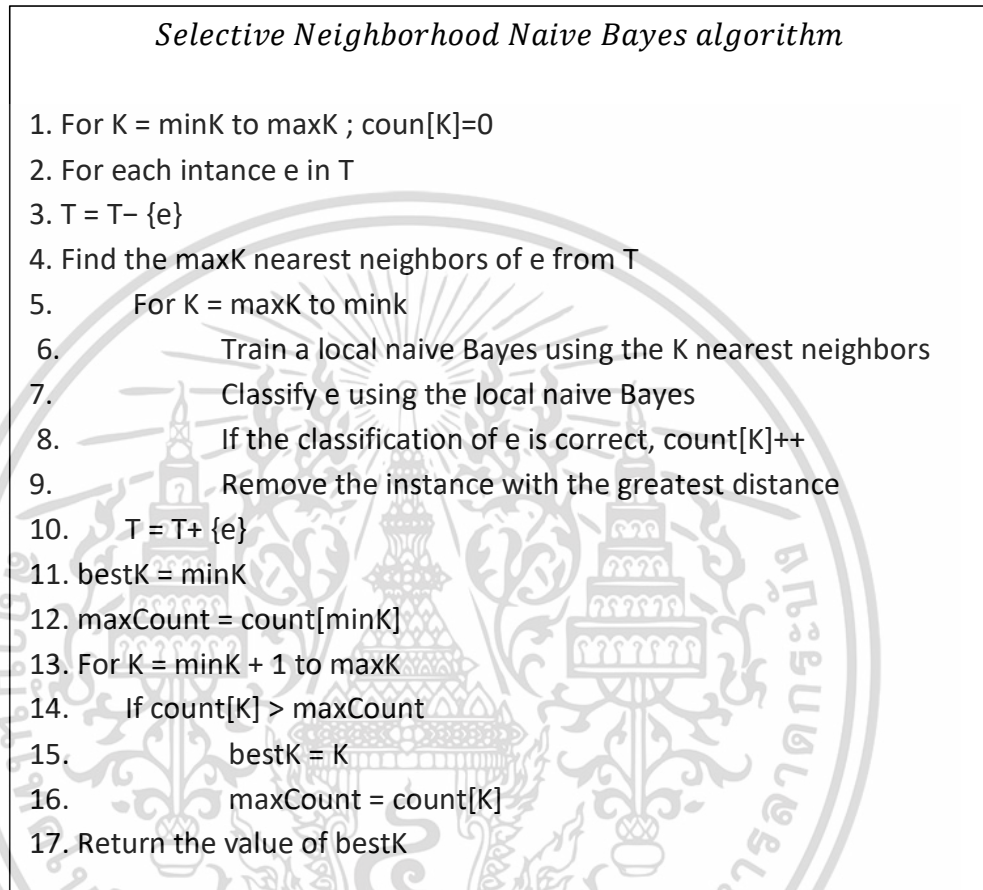 Selective Neighborhood Naive Bayes algorithm
1. For K = minK to maxK ; coun[K]=0
2. For each intance e in T
3. T = T− {e}
4. Find the maxK nearest neighbors of e from T
5. For K = maxK to mink
6. Train a local naive Bayes using the K nearest neighbors
7. Classify e using the local naive Bayes
8. If the classification of e is correct, count[K]++
9. Remove the instance with the greatest distance
10. T = T+ {e}
11. bestK = minK
12. maxCount = count[minK]
13. For K = minK + 1 to maxK
14. If count[K] > maxCount
15. bestK = K
16. maxCount = count[K]
17. Return the value of bestK